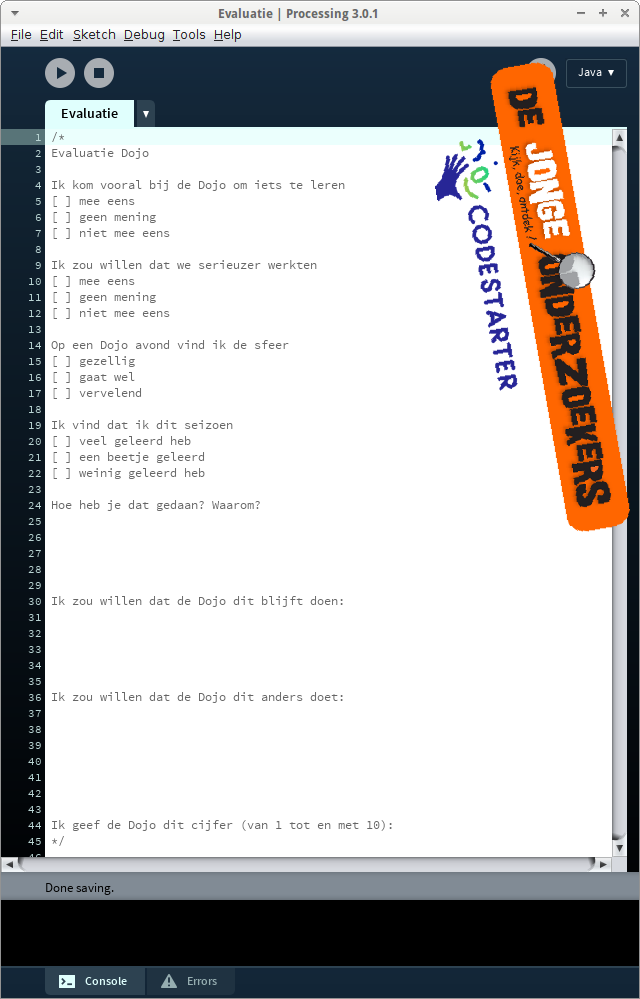 Evaluatie | Processing 3.0.1
File Edit Sketch Debug Tools Help
Java ▼
Evaluatie ▼
1 /*
2 Evaluatie Dojo
3
4 Ik kom vooral bij de Dojo om iets te leren
5 [ ] mee eens
6 [ ] geen mening
7 [ ] niet mee eens
8
9 Ik zou willen dat we serieuzer werkten
10 [ ] mee eens
11 [ ] geen mening
12 [ ] niet mee eens
13
14 Op een Dojo avond vind ik de sfeer
15 [ ] gezellig
16 [ ] gaat wel
17 [ ] vervelend
18
19 Ik vind dat ik dit seizoen
20 [ ] veel geleerd heb
21 [ ] een beetje geleerd
22 [ ] weinig geleerd heb
23
24 Hoe heb je dat gedaan? Waarom?
25
26
27
28
29
30 Ik zou willen dat de Dojo dit blijft doen:
31
32
33
34
35
36 Ik zou willen dat de Dojo dit anders doet:
37
38
39
40
41
42
43
44 Ik geef de Dojo dit cijfer (van 1 tot en met 10):
45 */
46
CODESTARTER
DE JONGE ONDERZOEKERS
Kijk, doe, ontdek!
Done saving.
Console Errors